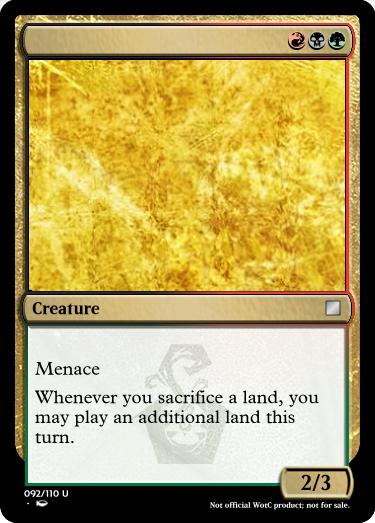 Creature
Menace
Whenever you sacrifice a land, you
may play an additional land this
turn.
2/3
092/110 U
Not official WotC product; not for sale.